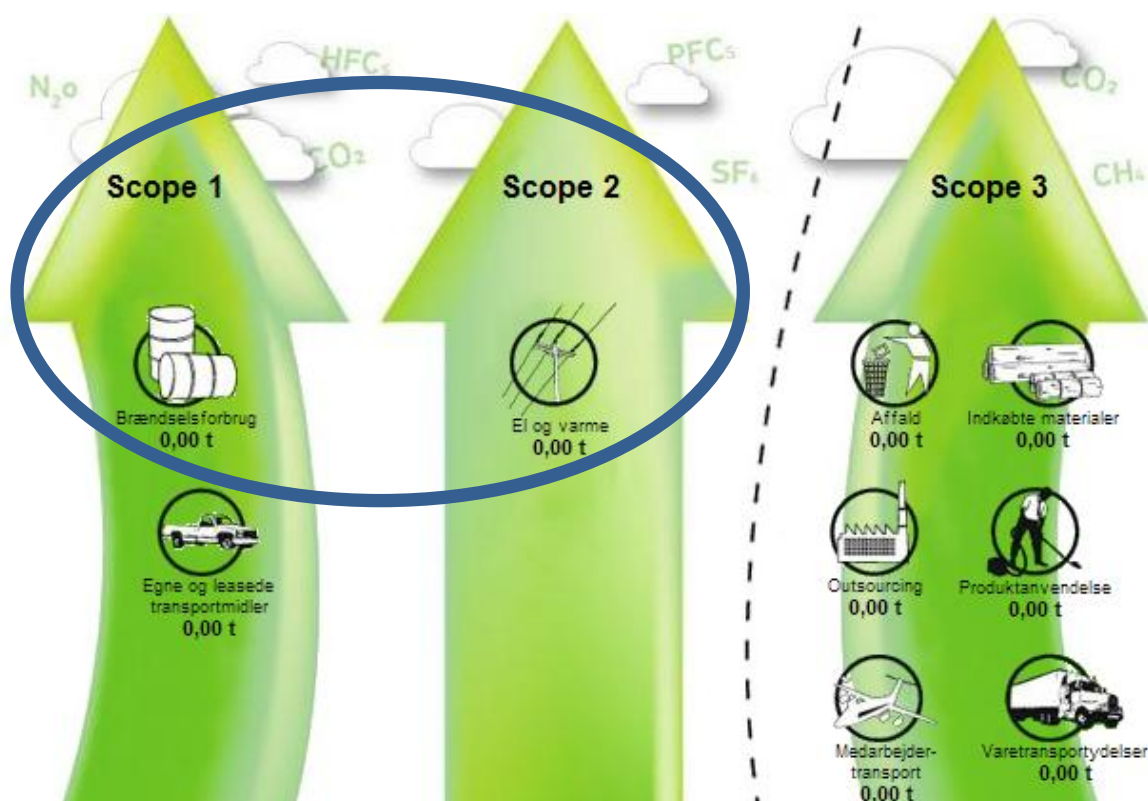 N₂O
HFCs
CO₂
PFCs
SF₆
CO₂
CH₄
Scope 1
Scope 2
Scope 3
Brændselsforbrug
0,00 t
Egne og leasede
transportmidler
0,00 t
El og varme
0,00 t
Affald
0,00 t
Indkøbte materialer
0,00 t
Outsourcing
0,00 t
Produktanvendelse
0,00 t
Medarbejder-
transport
0,00 t
Varetransportydelser
0,00 t